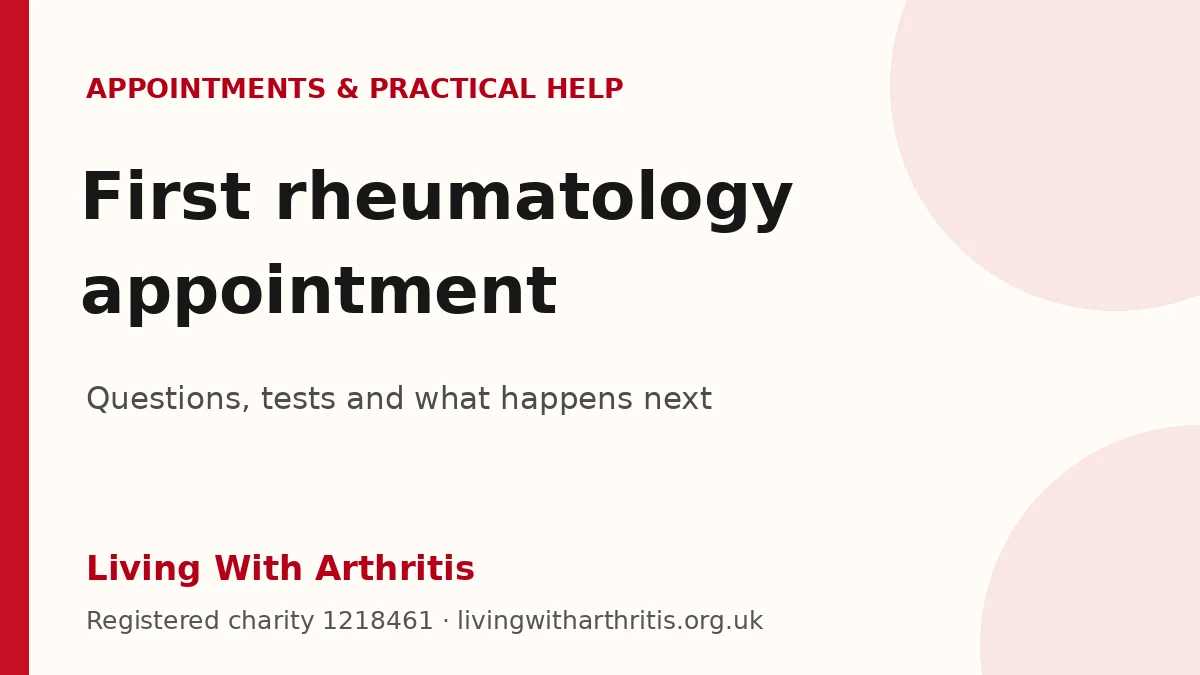 APPOINTMENTS & PRACTICAL HELP
First rheumatology
appointment
Questions, tests and what happens next
Living With Arthritis
Registered charity 1218461 · livingwitharthritis.org.uk